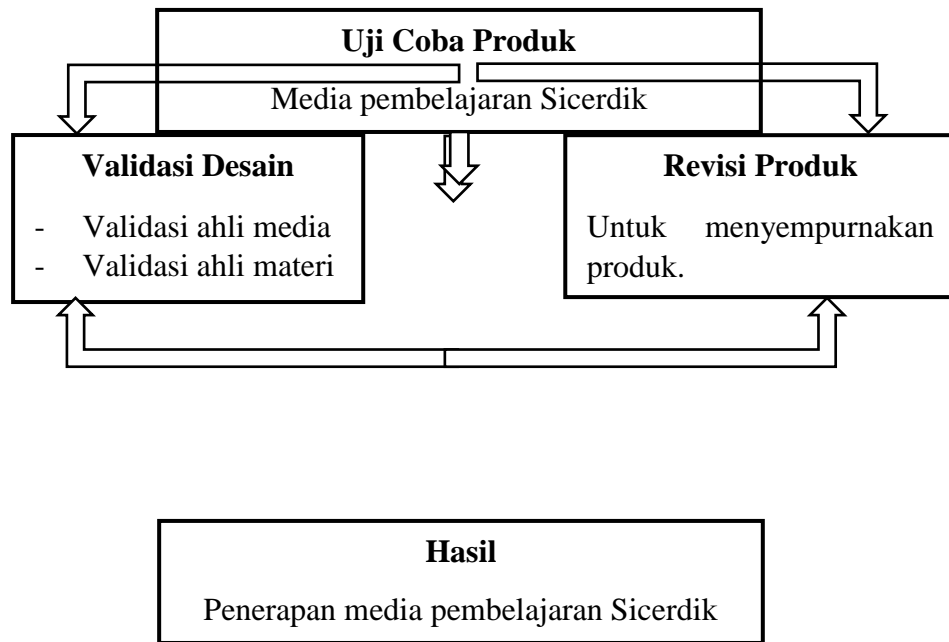 Uji Coba Produk
Media pembelajaran Sicerdik
Validasi Desain
- Validasi ahli media
- Validasi ahli materi
Revisi Produk
Untuk menyempurnakan
produk.
Hasil
Penerapan media pembelajaran Sicerdik